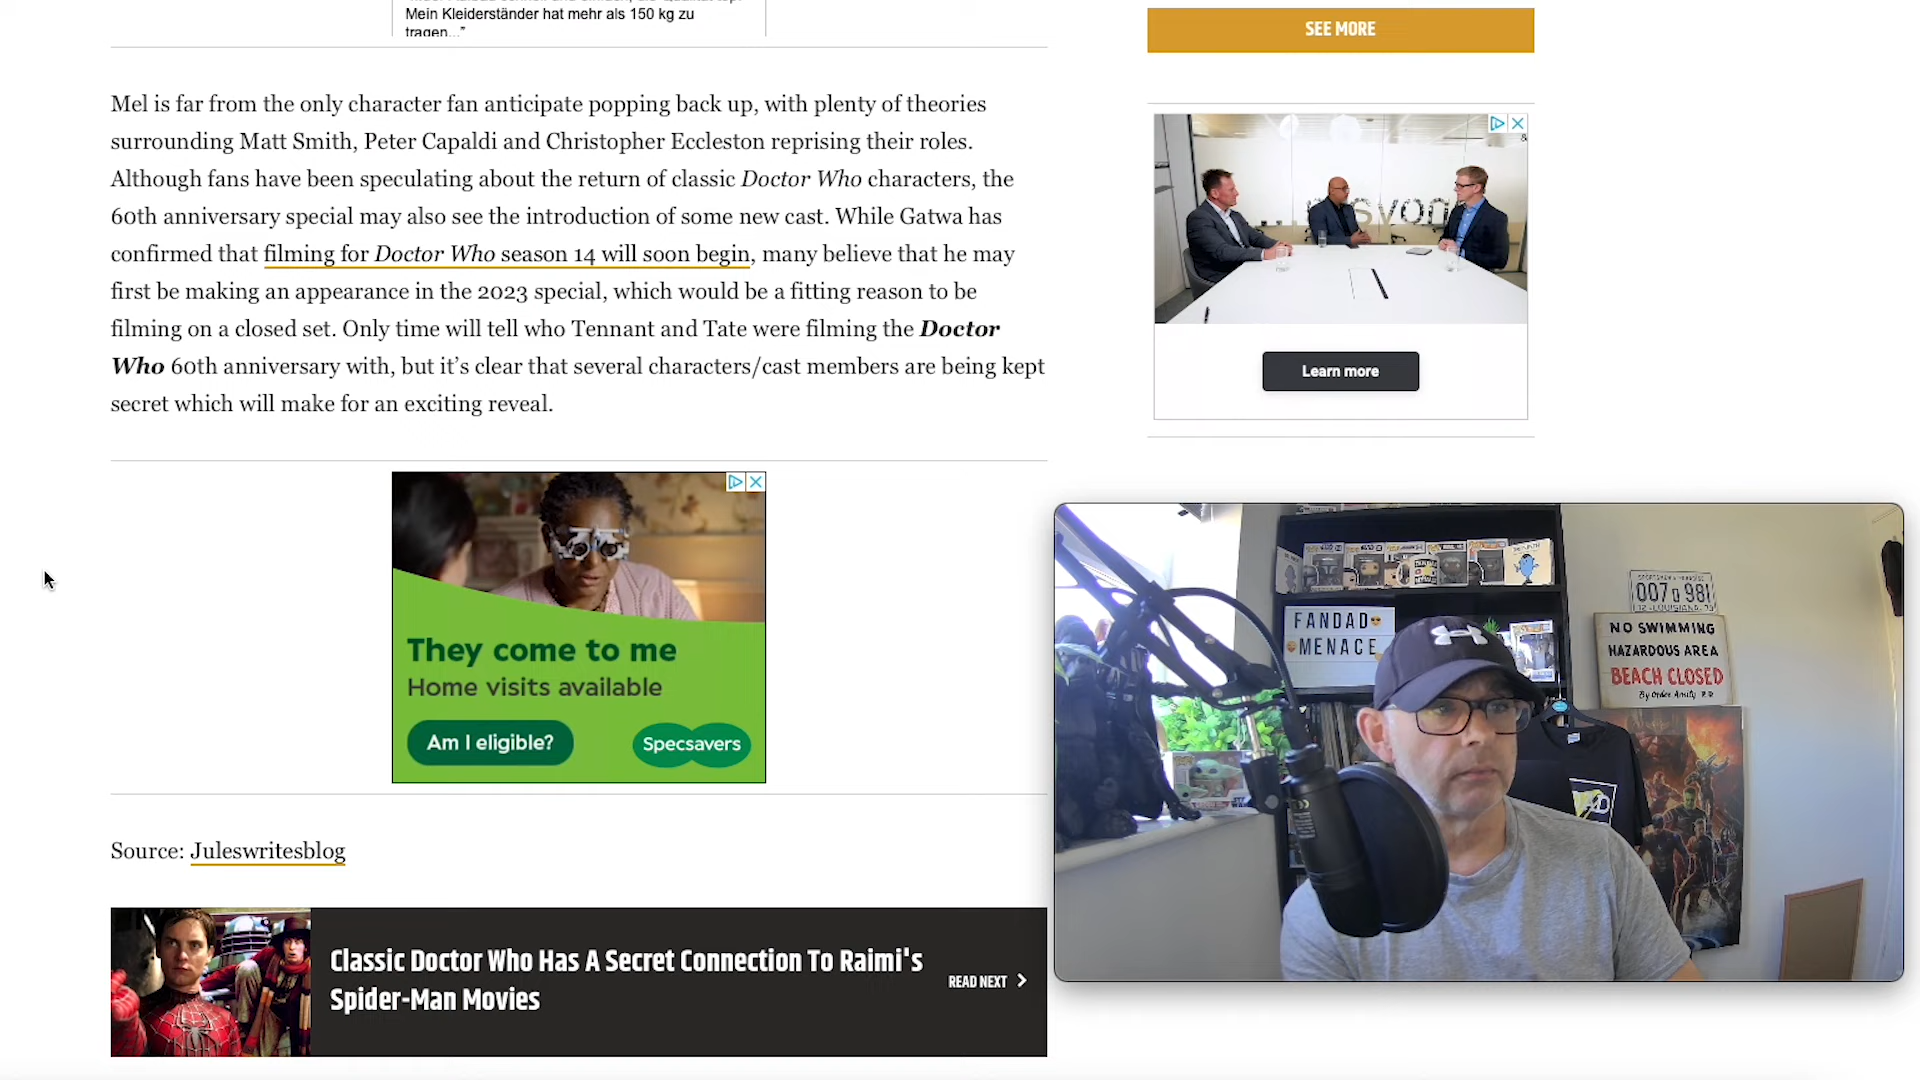 Mein Kleiderständer hat mehr als 150 kg zu
tragen..."
SEE MORE
Mel is far from the only character fan anticipate popping back up, with plenty of theories
surrounding Matt Smith, Peter Capaldi and Christopher Eccleston reprising their roles.
Although fans have been speculating about the return of classic Doctor Who characters, the
60th anniversary special may also see the introduction of some new cast. While Gatwa has
confirmed that filming for Doctor Who season 14 will soon begin, many believe that he may
first be making an appearance in the 2023 special, which would be a fitting reason to be
filming on a closed set. Only time will tell who Tennant and Tate were filming the Doctor
Who 60th anniversary with, but it's clear that several characters/cast members are being kept
secret which will make for an exciting reveal.
Learn more
They come to me
Home visits available
Am I eligible?
Specsavers
FANDAD
MENACE
007 981
NO SWIMMING
HAZARDOUS AREA
BEACH CLOSED
By Order Amity P.D
Source: Juleswritesblog
Classic Doctor Who Has A Secret Connection To Raimi's
Spider-Man Movies
READ NEXT